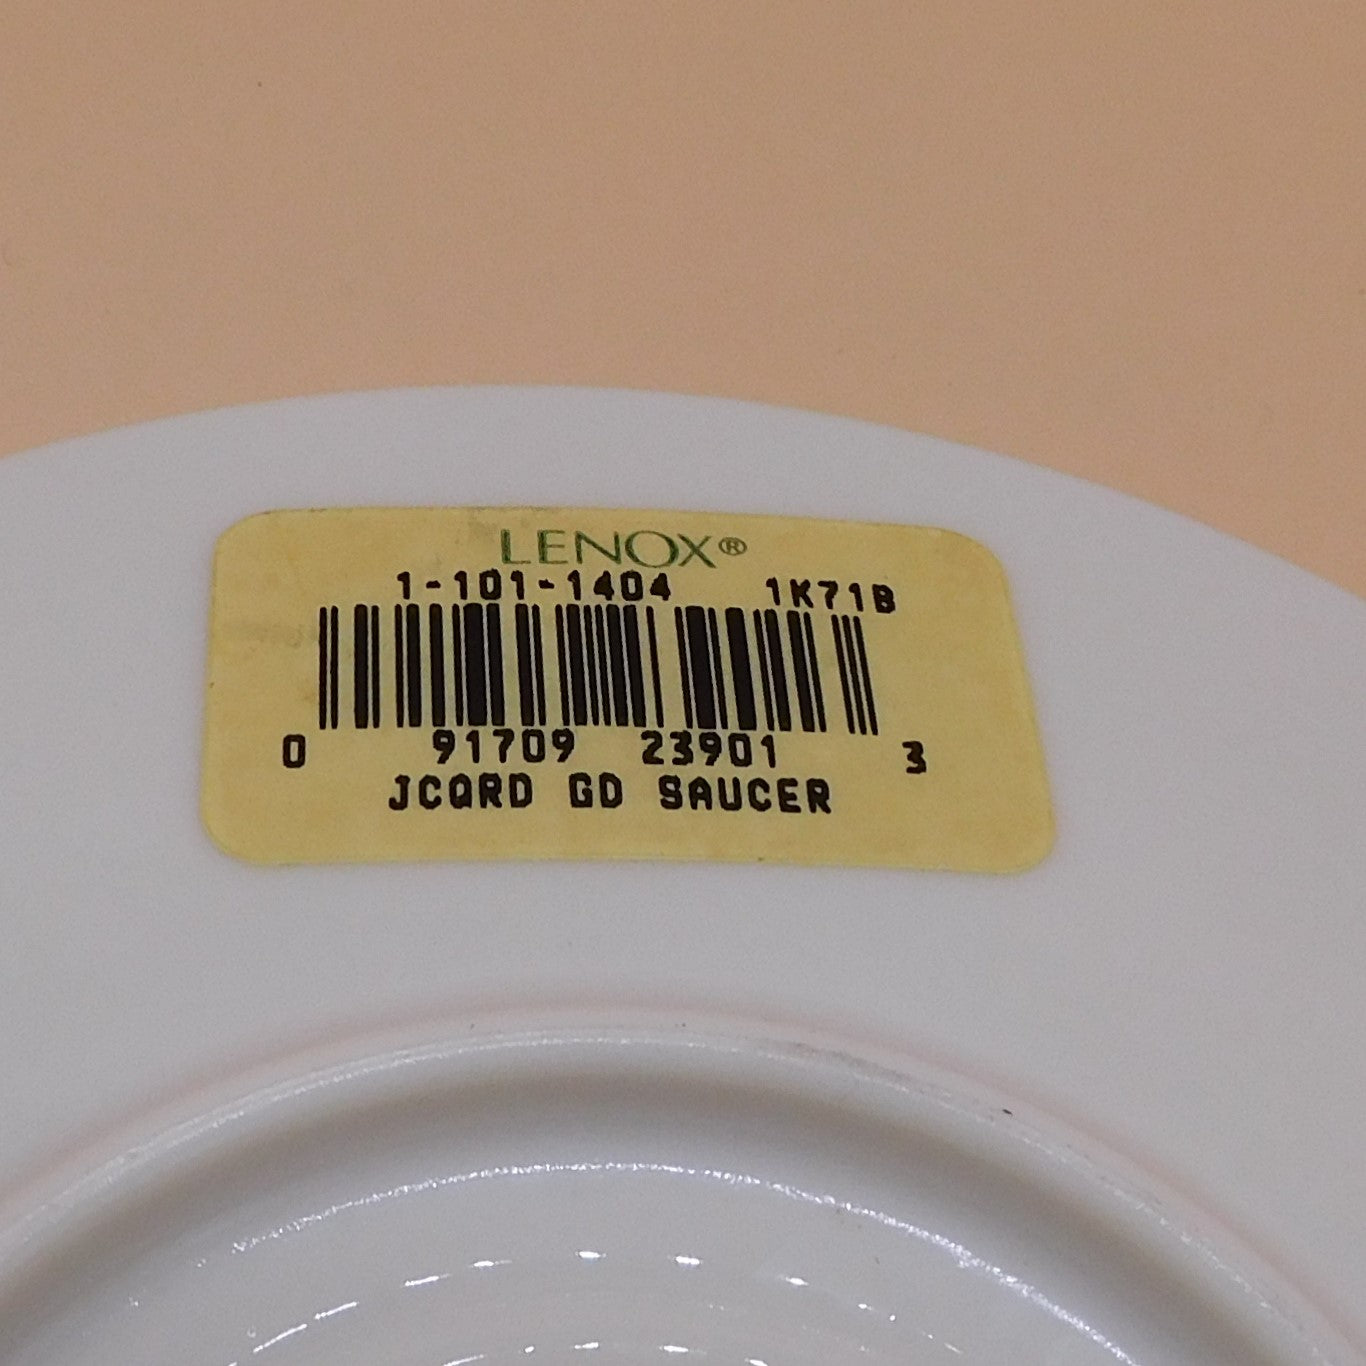 LENOX®
1-101-1404 1K71B
0 91709 23901 3
JCQRD GD SAUCER